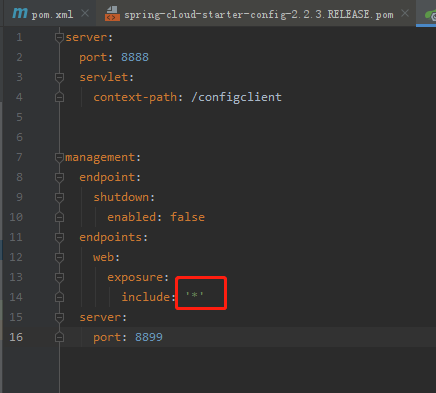 pom.xml
spring-cloud-starter-config-2.2.3.RELEASE.pom
1 server:
2   port: 8888
3   servlet:
4     context-path: /configclient
5
6
7 management:
8   endpoint:
9     shutdown:
10       enabled: false
11   endpoints:
12     web:
13       exposure:
14         include: '*'
15   server:
16     port: 8899